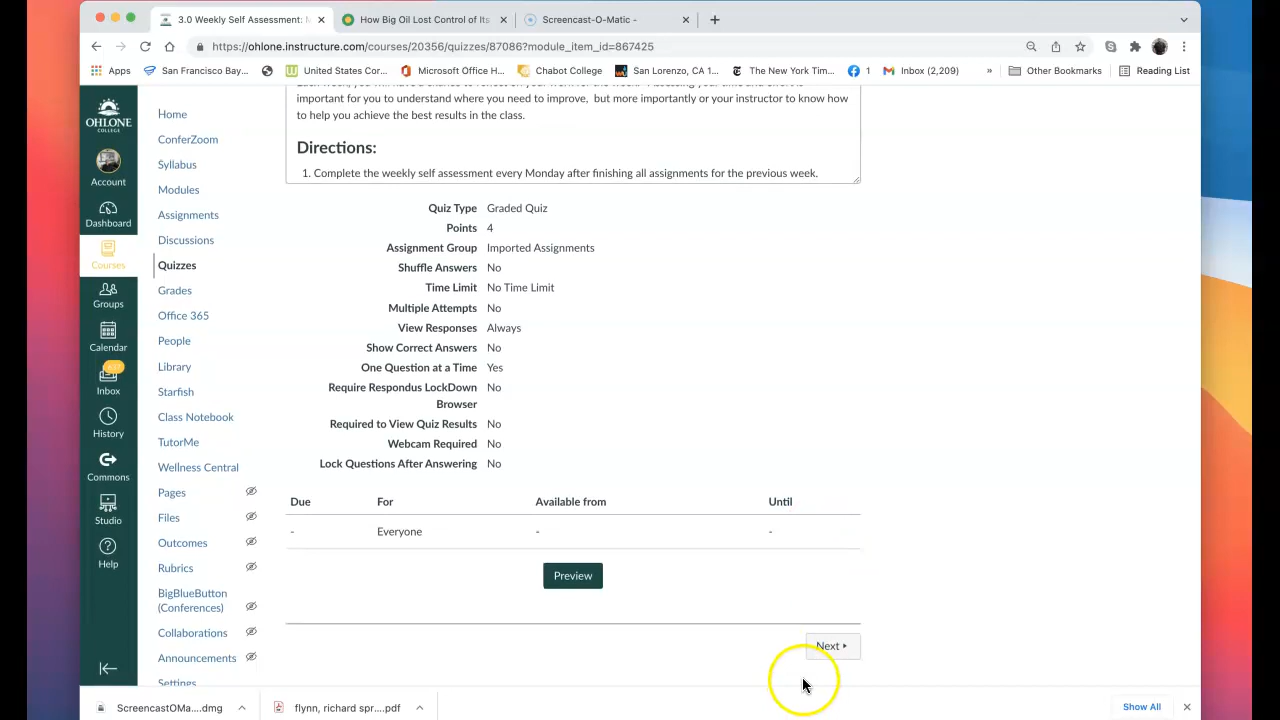 3.0 Weekly Self Assessment: M
How Big Oil Lost Control of Its
Screencast-O-Matic -
https://ohlone.instructure.com/courses/20356/quizzes/87086?module_item_id=867425
Apps
San Francisco Bay...
United States Cor...
Microsoft Office H...
Chabot College
San Lorenzo, CA 1...
The New York Tim...
1
Inbox (2,209)
»
Other Bookmarks
Reading List
OHLONE
COLLEGE
Account
Dashboard
Courses
Groups
Calendar
Inbox
History
Commons
Studio
Help
Home
ConferZoom
Syllabus
Modules
Assignments
Discussions
Quizzes
Grades
Office 365
People
Library
Starfish
Class Notebook
TutorMe
Wellness Central
Pages
Files
Outcomes
Rubrics
BigBlueButton
(Conferences)
Collaborations
Announcements
Settings
important for you to understand where you need to improve, but more importantly or your instructor to know how
to help you achieve the best results in the class.
Directions:
1. Complete the weekly self assessment every Monday after finishing all assignments for the previous week.
Quiz Type Graded Quiz
Points 4
Assignment Group Imported Assignments
Shuffle Answers No
Time Limit No Time Limit
Multiple Attempts No
View Responses Always
Show Correct Answers No
One Question at a Time Yes
Require Respondus LockDown No
Browser
Required to View Quiz Results No
Webcam Required No
Lock Questions After Answering No
Due For Available from Until
- Everyone - -
Preview
Next
ScreencastOMa....dmg
flynn, richard spr....pdf
Show All